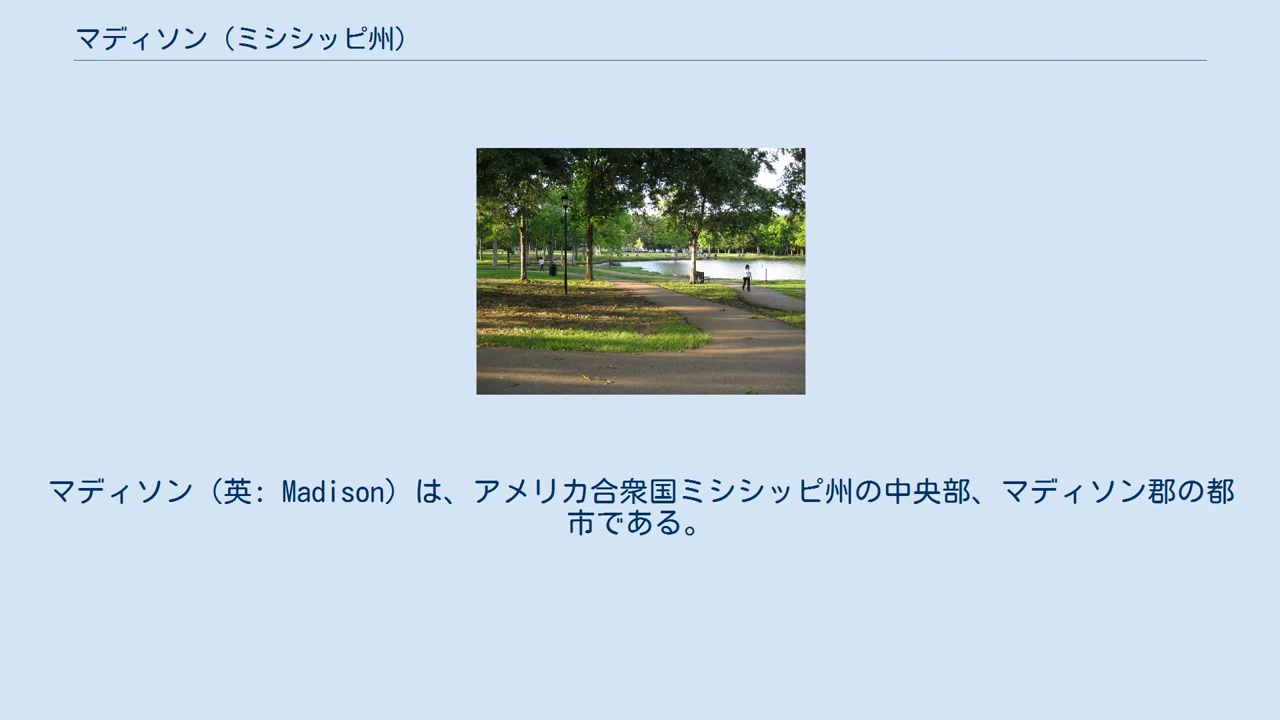 マディソン（ミシシッピ州）
マディソン（英: Madison）は、アメリカ合衆国ミシシッピ州の中央部、マディソン郡の都
市である。